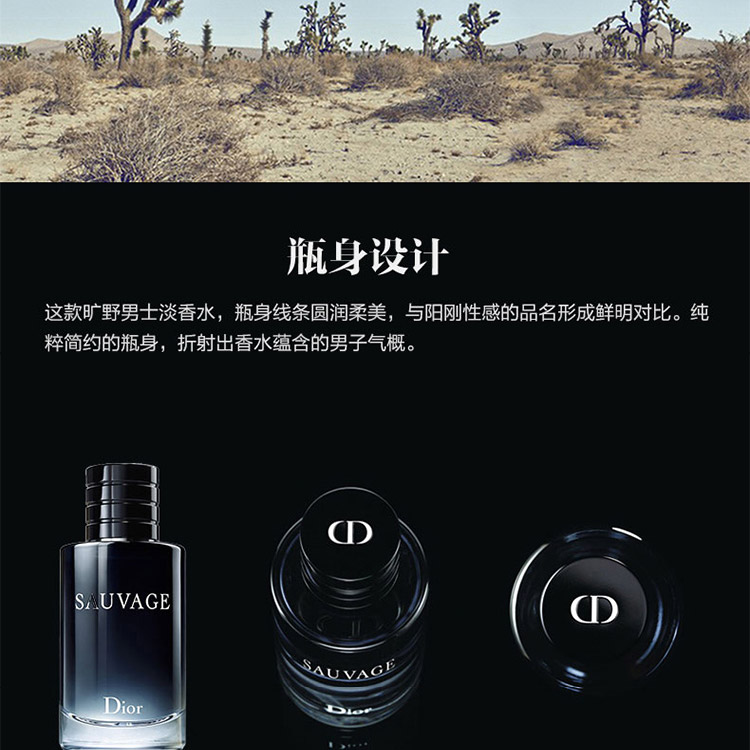 瓶身设计
这款旷野男士淡香水，瓶身线条圆润柔美，与阳刚性感的品名形成鲜明对比。纯
粹简约的瓶身，折射出香水蕴含的男子气概。
CD
CD
SAUVAGE
SAUVAGE
Dior
Dior